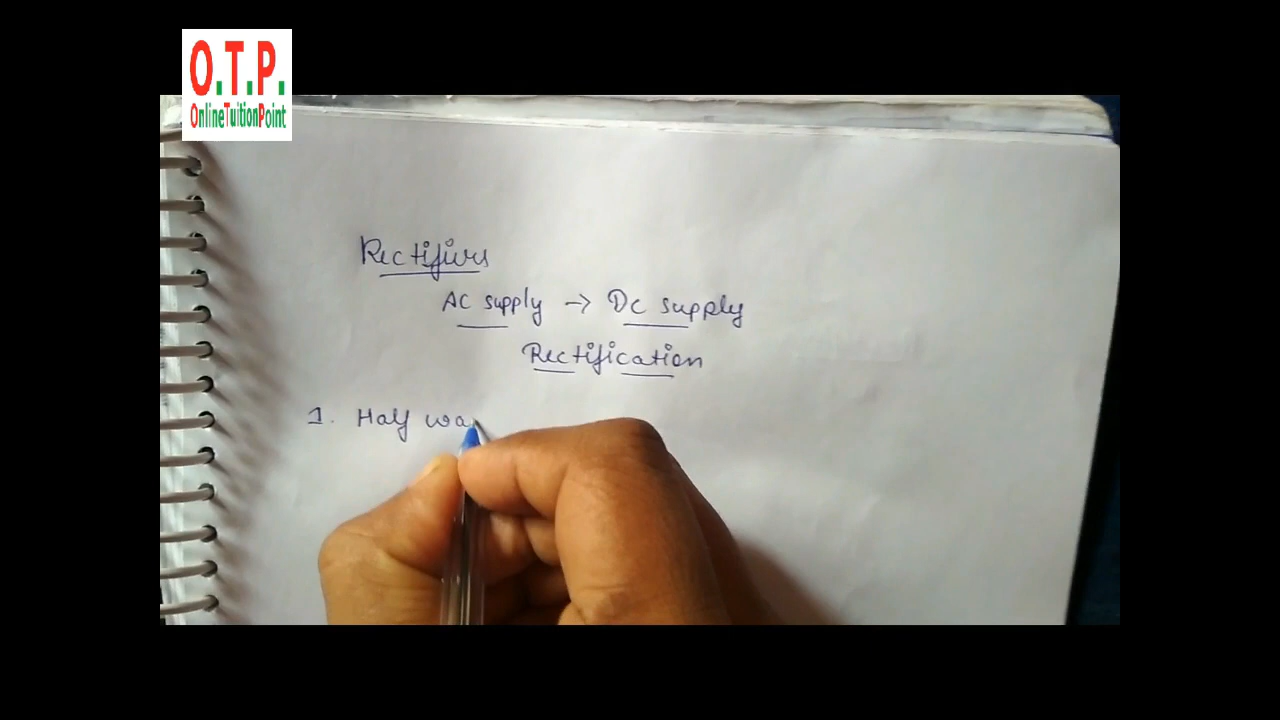 O.T.P.
OnlineTuitionPoint
Rectifiers
AC supply → DC supply
Rectification
1. Half wa